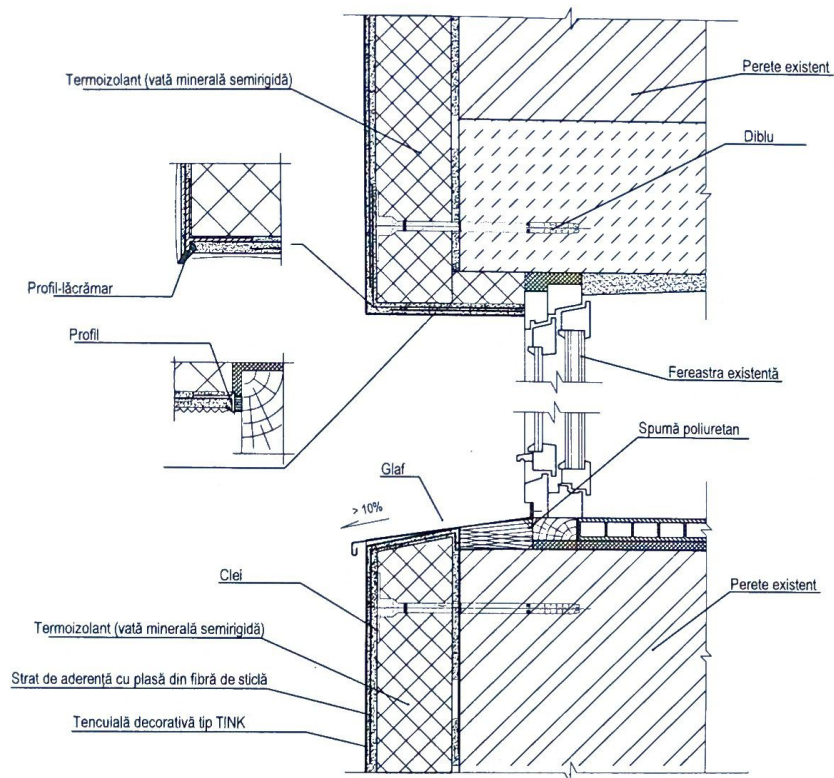 Termoizolant (vată minerală semirigidă)
Perete existent
Diblu
Profil-lăcrămar
Profil
Fereastra existentă
Spumă poliuretan
Glaf
> 10%
Clei
Perete existent
Termoizolant (vată minerală semirigidă)
Strat de aderență cu plasă din fibră de sticlă
Tencuială decorativă tip TINK